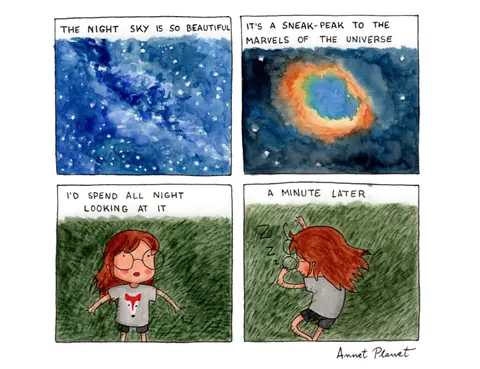 THE NIGHT SKY IS SO BEAUTIFUL
IT'S A SNEAK-PEAK TO THE
MARVELS OF THE UNIVERSE
I'D SPEND ALL NIGHT
LOOKING AT IT
A MINUTE LATER
Z
Z
Z
Annet Planet